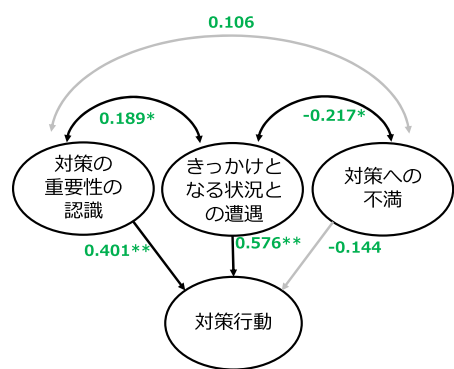 0.106
0.189*
-0.217*
対策の
重要性の
認識
きっかけと
なる状況と
の遭遇
対策への
不満
0.401**
0.576**
-0.144
対策行動